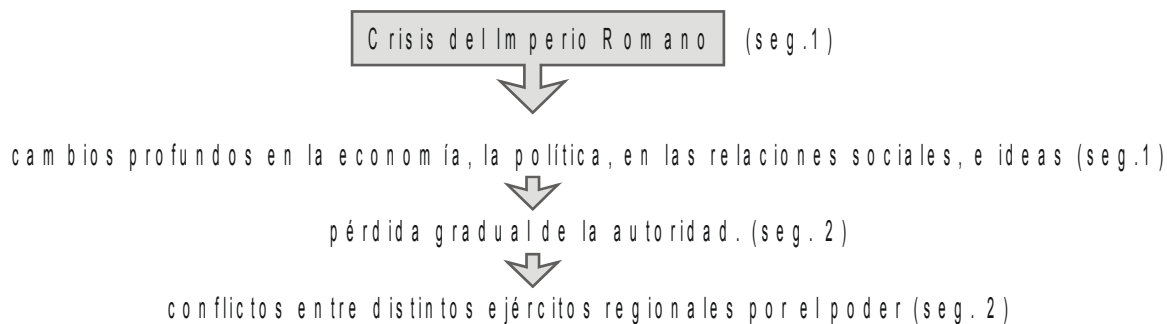 Crisis del Imperio Romano (seg.1)
cambios profundos en la economía, la política, en las relaciones sociales, e ideas (seg.1)
pérdida gradual de la autoridad. (seg. 2)
conflictos entre distintos ejércitos regionales por el poder (seg. 2)